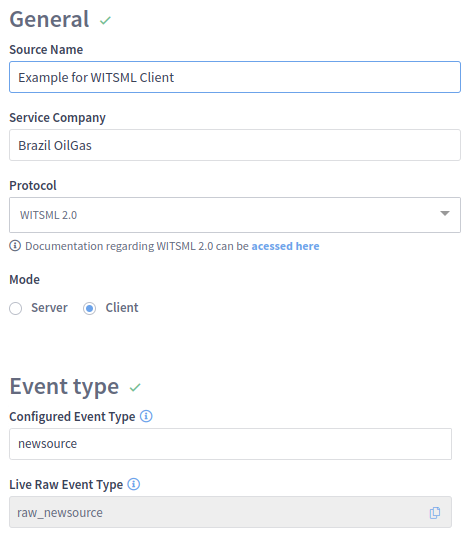 General
Source Name
Example for WITSML Client
Service Company
Brazil OilGas
Protocol
WITSML 2.0
Documentation regarding WITSML 2.0 can be acessed here
Mode
Server Client
Event type
Configured Event Type
newsource
Live Raw Event Type
raw_newsource